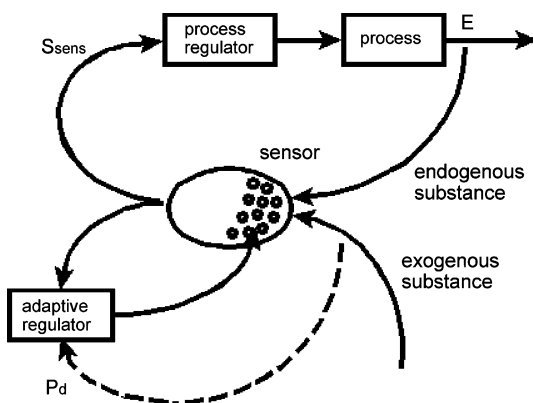 Ssens
process
regulator
process
E
sensor
endogenous
substance
exogenous
substance
adaptive
regulator
Pd